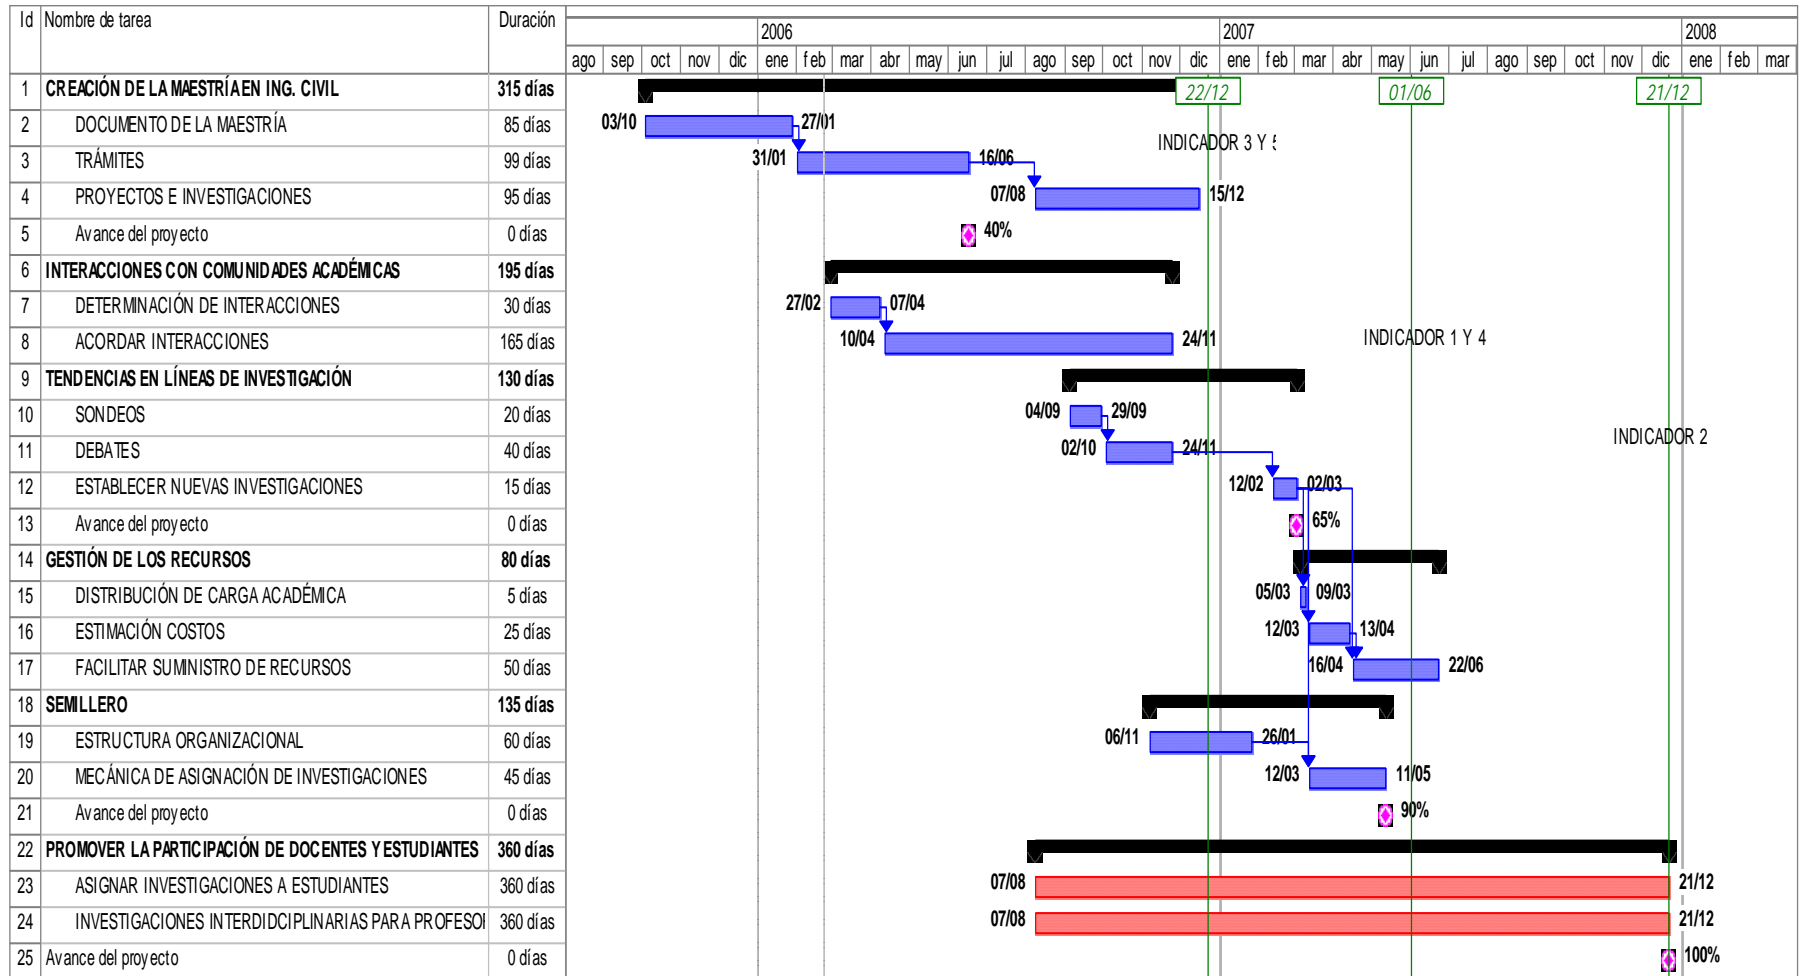 Id Nombre de tarea Duración
2006 2007 2008
ago sep oct nov dic ene feb mar abr may jun jul ago sep oct nov dic ene feb mar abr may jun jul ago sep oct nov dic ene feb mar
1 CREACIÓN DE LA MAESTRÍA EN ING. CIVIL 315 días 22/12 01/06 21/12
2 DOCUMENTO DE LA MAESTRÍA 85 días 03/10 27/01
INDICADOR 3 Y
3 TRÁMITES 99 días 31/01 16/06
4 PROYECTOS E INVESTIGACIONES 95 días 07/08 15/12
5 Avance del proyecto 0 días 40%
6 INTERACCIONES CON COMUNIDADES ACADÉMICAS 195 días
7 DETERMINACIÓN DE INTERACCIONES 30 días 27/02 07/04
8 ACORDAR INTERACCIONES 165 días 10/04 24/11 INDICADOR 1 Y 4
9 TENDENCIAS EN LÍNEAS DE INVESTIGACIÓN 130 días
10 SONDEOS 20 días 04/09 29/09
INDICADOR 2
11 DEBATES 40 días 02/10 24/11
12 ESTABLECER NUEVAS INVESTIGACIONES 15 días 12/02 02/03
13 Avance del proyecto 0 días 65%
14 GESTIÓN DE LOS RECURSOS 80 días
15 DISTRIBUCIÓN DE CARGA ACADÉMICA 5 días 05/03 09/03
16 ESTIMACIÓN COSTOS 25 días 12/03 13/04
17 FACILITAR SUMINISTRO DE RECURSOS 50 días 16/04 22/06
18 SEMILLERO 135 días
19 ESTRUCTURA ORGANIZACIONAL 60 días 06/11 26/01
20 MECÁNICA DE ASIGNACIÓN DE INVESTIGACIONES 45 días 12/03 11/05
21 Avance del proyecto 0 días 90%
22 PROMOVER LA PARTICIPACIÓN DE DOCENTES Y ESTUDIANTES 360 días
23 ASIGNAR INVESTIGACIONES A ESTUDIANTES 360 días 07/08 21/12
24 INVESTIGACIONES INTERDIDCIPLINARIAS PARA PROFESO 360 días 07/08 21/12
25 Avance del proyecto 0 días 100%